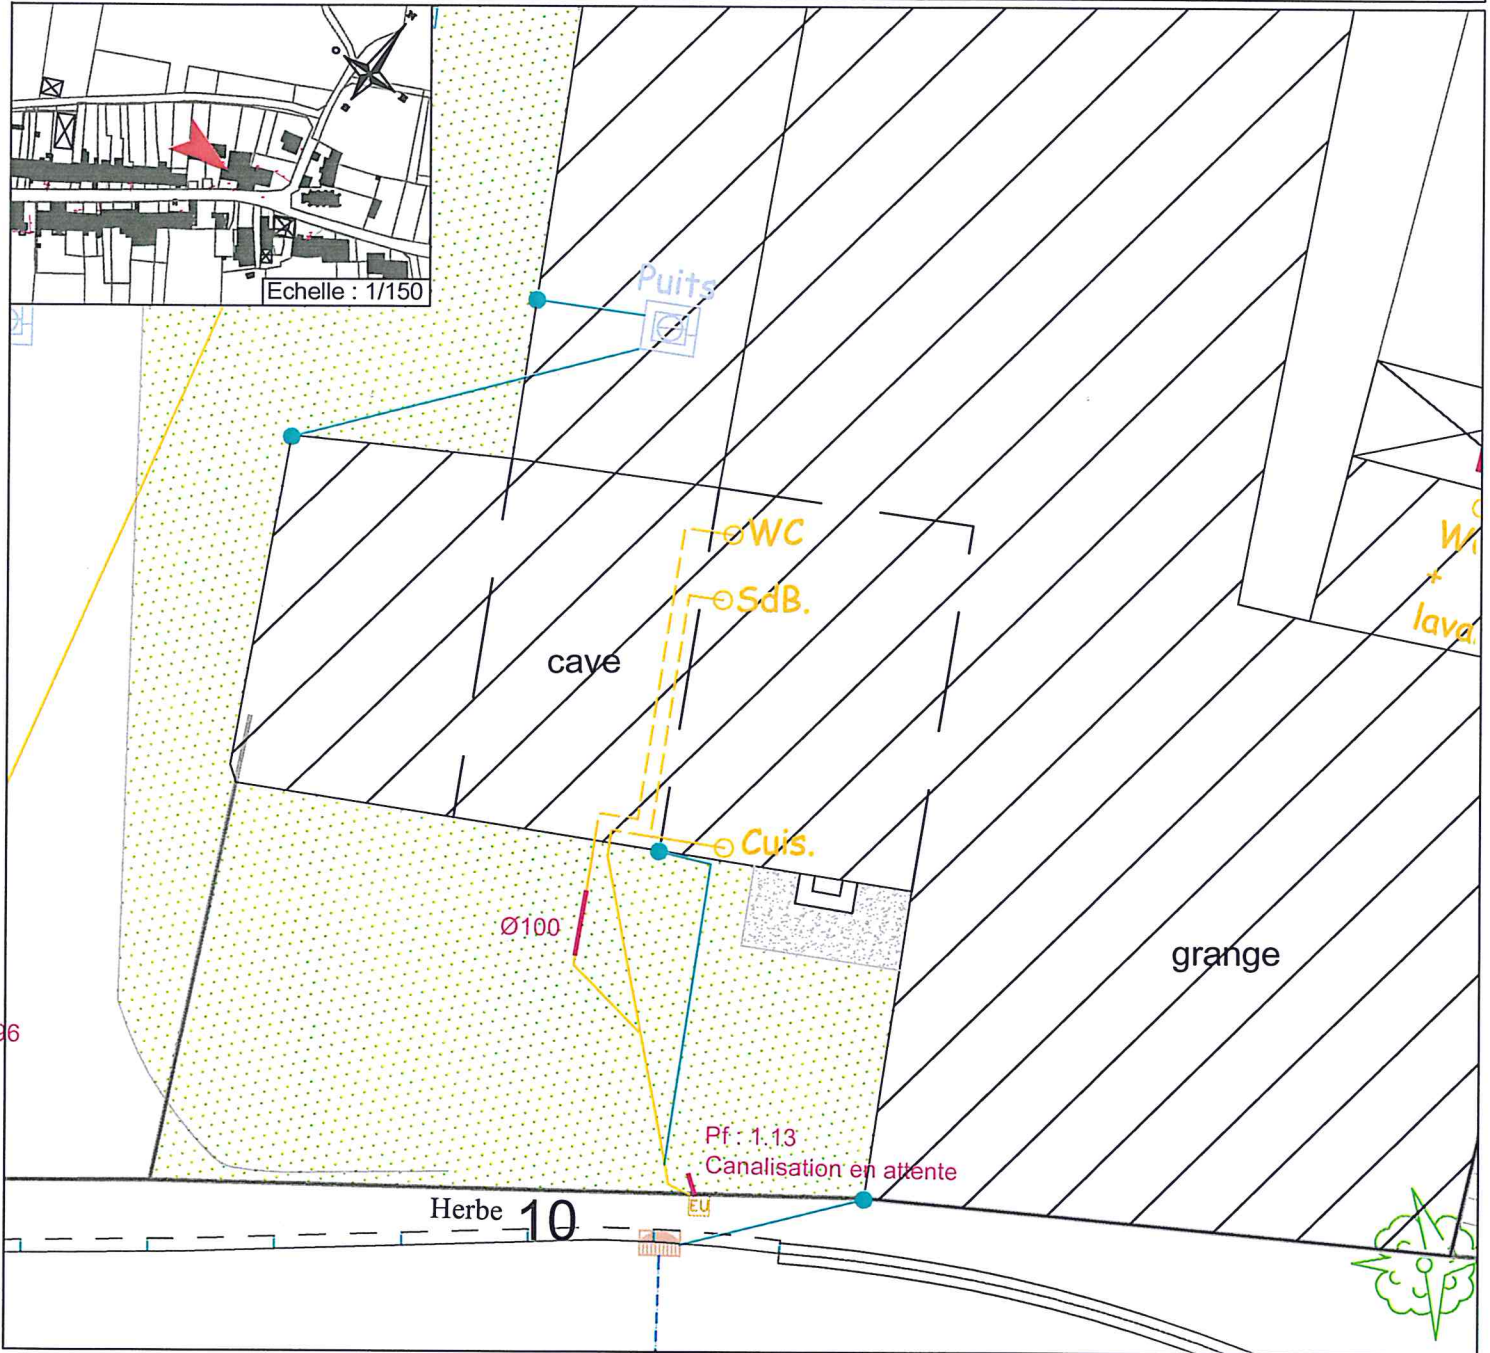 Echelle : 1/150
Puits
WC
SdB.
cave
Cuis.
Ø100
grange
96
lava
+
Pf : 1.13
Canalisation en attente
EU
Herbe 10